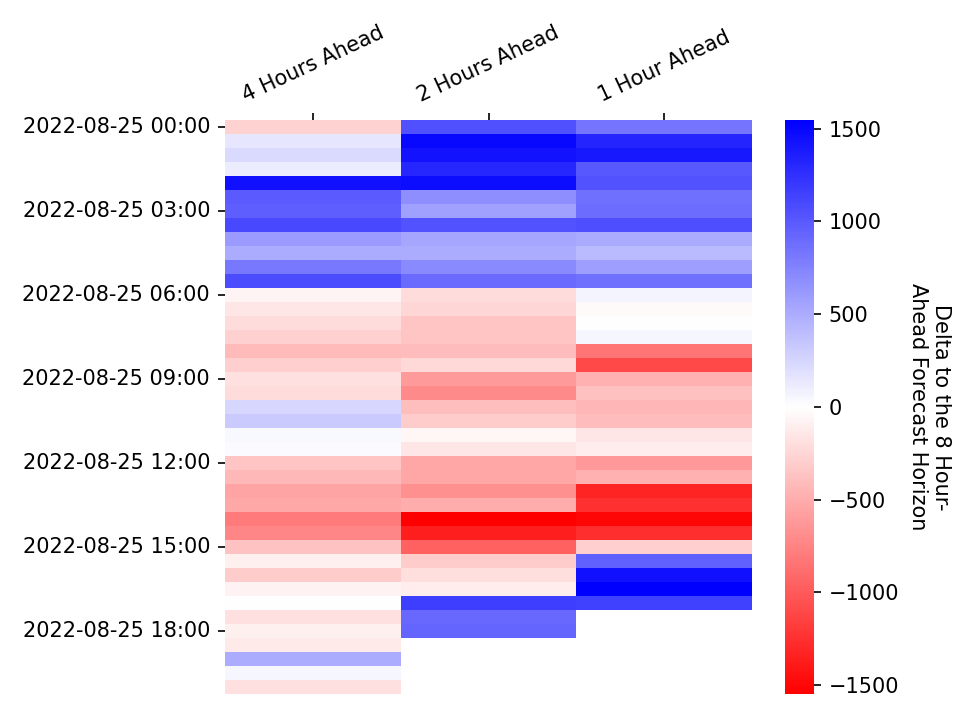 4 Hours Ahead
2 Hours Ahead
1 Hour Ahead
2022-08-25 00:00
2022-08-25 03:00
2022-08-25 06:00
2022-08-25 09:00
2022-08-25 12:00
2022-08-25 15:00
2022-08-25 18:00
1500
1000
500
0
−500
−1000
−1500
Delta to the 8 Hour-
Ahead Forecast Horizon